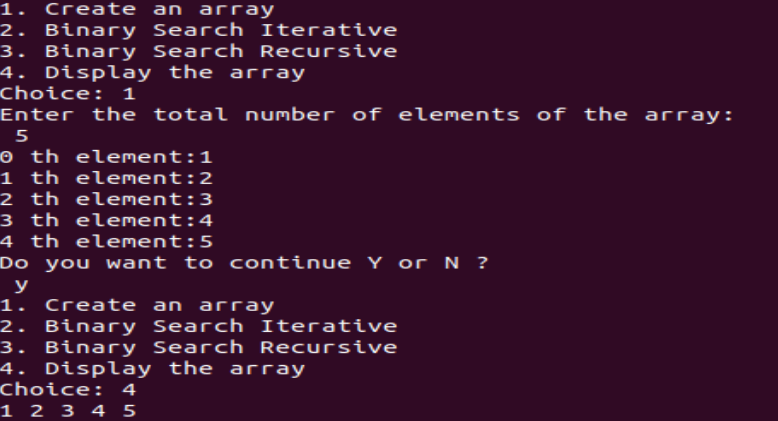 1. Create an array
2. Binary Search Iterative
3. Binary Search Recursive
4. Display the array
Choice: 1
Enter the total number of elements of the array:
5
0 th element:1
1 th element:2
2 th element:3
3 th element:4
4 th element:5
Do you want to continue Y or N ?
y
1. Create an array
2. Binary Search Iterative
3. Binary Search Recursive
4. Display the array
Choice: 4
1 2 3 4 5